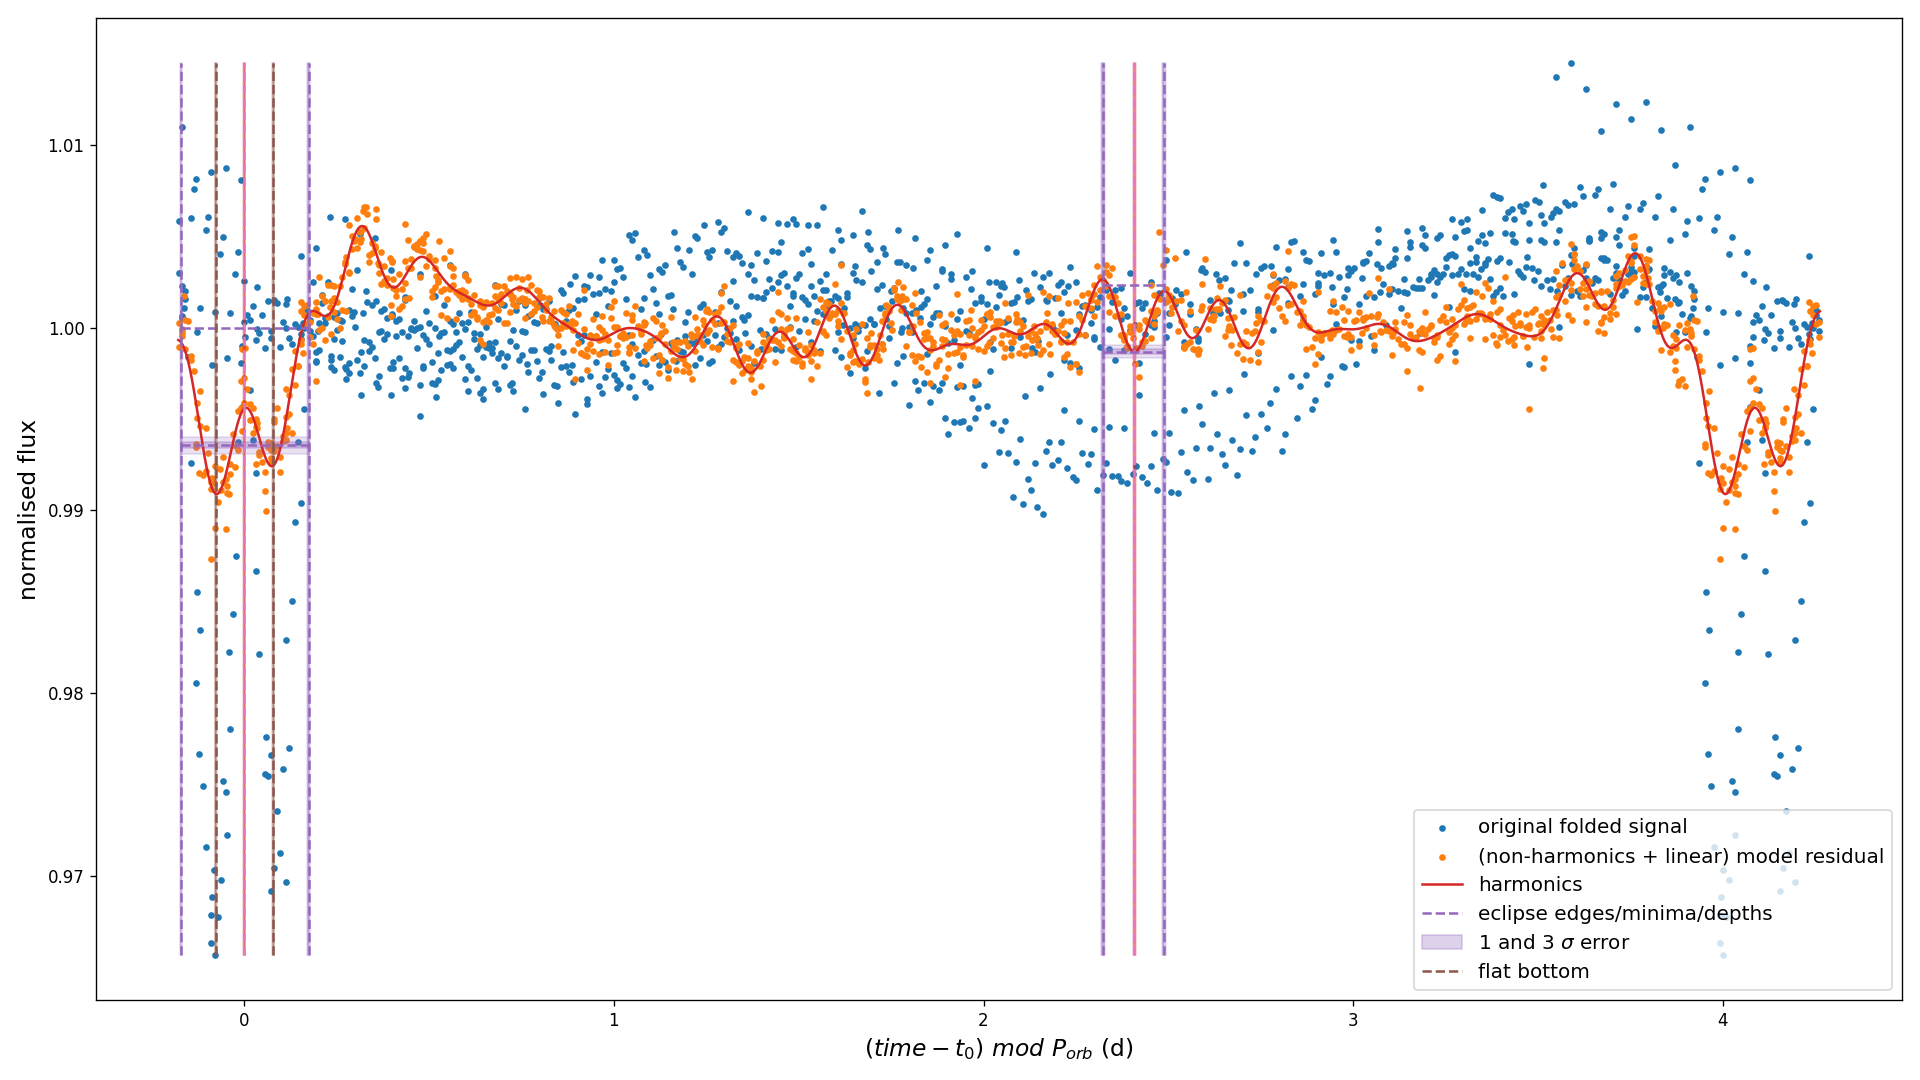 normalised flux
1.01
1.00
0.99
0.98
0.97
0
1
2
3
4
(time − t₀) mod P_orb (d)
original folded signal
(non-harmonics + linear) model residual
harmonics
eclipse edges/minima/depths
1 and 3 σ error
flat bottom